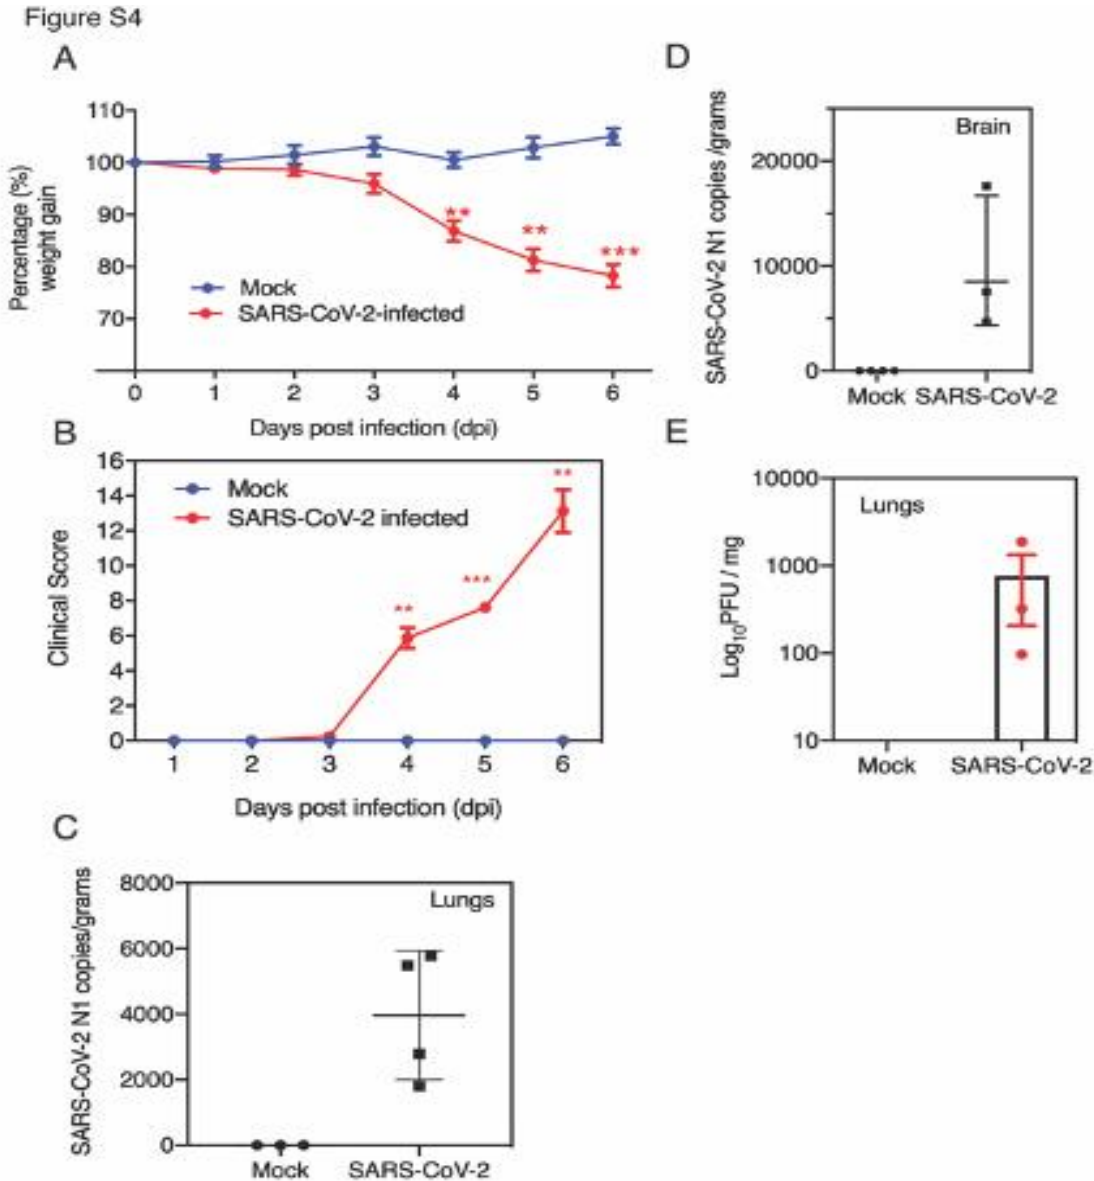 Figure S4
A
110
100
90
80
70
Percentage (%)
weight gain
**
**
***
Mock
SARS-CoV-2-infected
0 1 2 3 4 5 6
Days post infection (dpi)
B
16
14
12
10
8
6
4
2
0
Clinical Score
Mock
SARS-CoV-2 infected
**
***
**
1 2 3 4 5 6
Days post infection (dpi)
C
8000
6000
4000
2000
0
SARS-CoV-2 N1 copies/grams
Lungs
Mock SARS-CoV-2
D
20000
10000
0
SARS-CoV-2 N1 copies /grams
Brain
Mock SARS-CoV-2
E
10000
1000
100
10
Log10PFU / mg
Lungs
Mock SARS-CoV-2